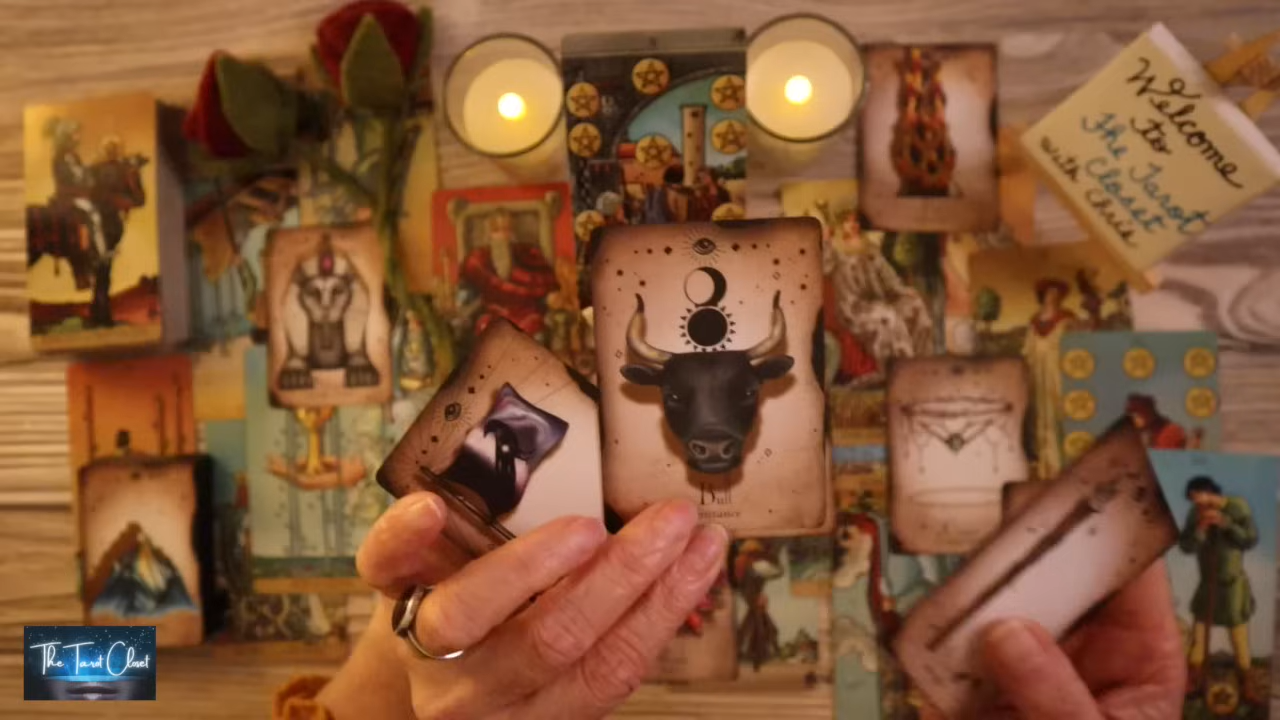 Welcome
to
The Tarot
Closet
with Chris
Bull
The Tarot Closet